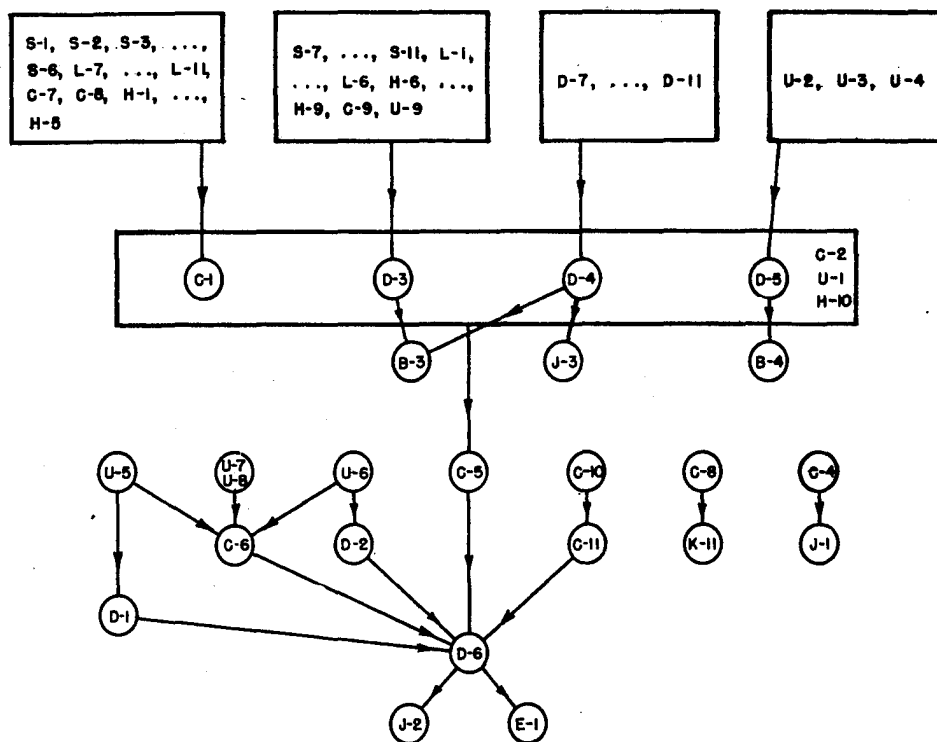 S-1, S-2, S-3, ...,
S-6, L-7, ..., L-11,
C-7, C-8, H-1, ...,
H-5
S-7, ..., S-11, L-1,
..., L-6, H-6, ...,
H-9, C-9, U-9
D-7, ..., D-11
U-2, U-3, U-4
C-1
D-3
D-4
D-5
C-2
U-1
H-10
B-3
J-3
B-4
U-5
U-7
U-8
U-6
C-5
C-10
C-8
C-4
C-6
D-2
C-11
K-11
J-1
D-1
D-6
J-2
E-1